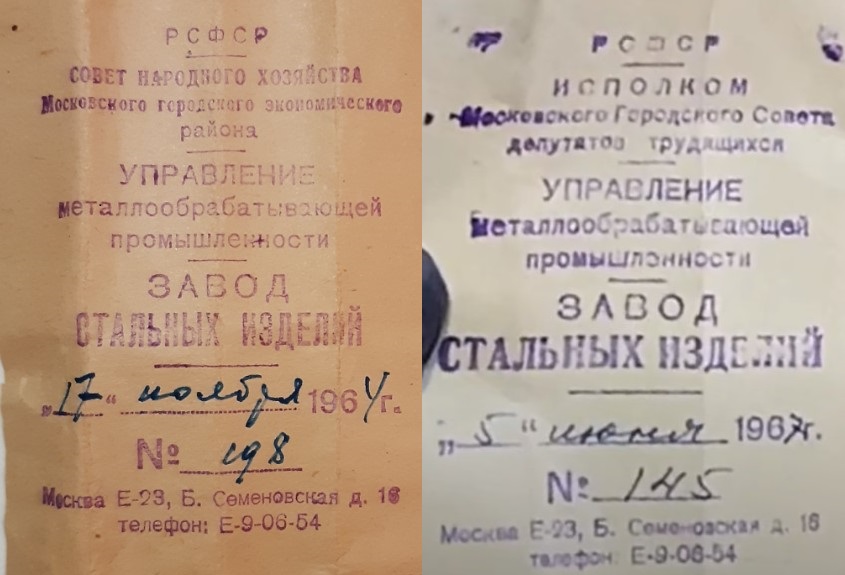 РСФСР
СОВЕТ НАРОДНОГО ХОЗЯЙСТВА
Московского городского экономического
района
УПРАВЛЕНИЕ
металлообрабатывающей
промышленности
ЗАВОД
СТАЛЬНЫХ ИЗДЕЛИЙ
„17“ ноября 1964г.
№ 198
Москва Е-23, Б. Семеновская д. 16
телефон: Е-9-06-54
РСФСР
ИСПОЛКОМ
Московского Городского Совета
депутатов трудящихся
УПРАВЛЕНИЕ
металлообрабатывающей
промышленности
ЗАВОД
СТАЛЬНЫХ ИЗДЕЛИЙ
„5“ июня 1967г.
№ 145
Москва Е-23, Б. Семеновская д. 16
телефон: Е-9-06-54